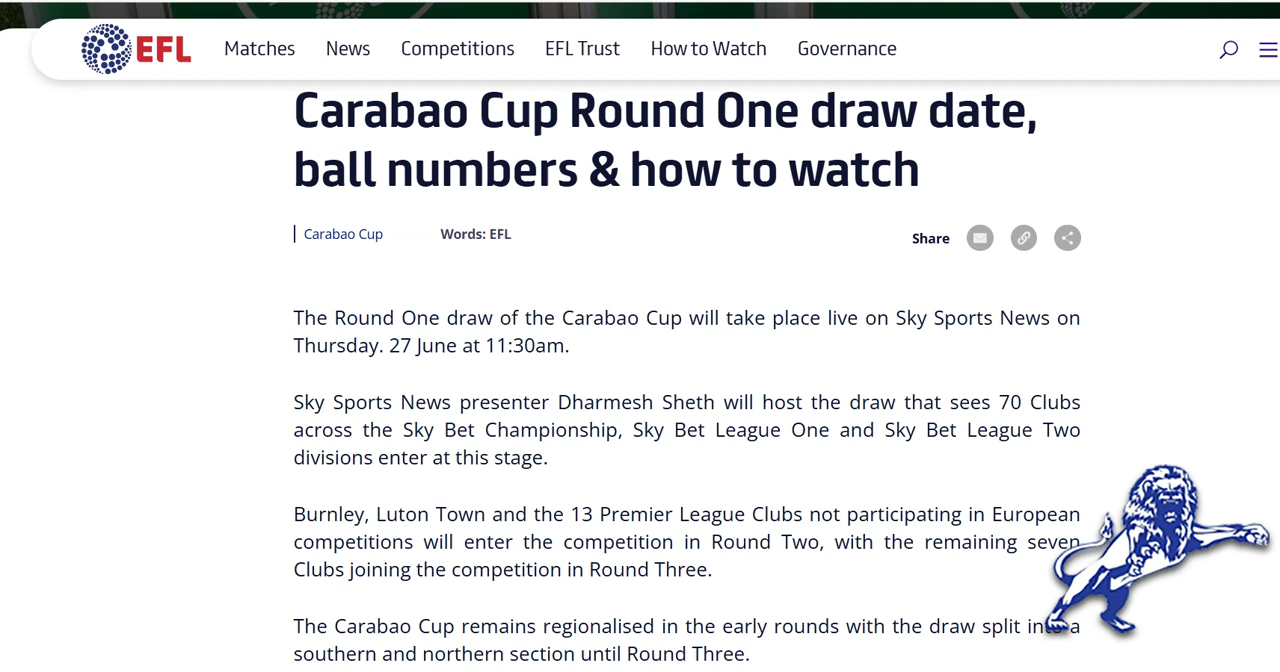 EFL Matches News Competitions EFL Trust How to Watch Governance
Carabao Cup Round One draw date,
ball numbers & how to watch
Carabao Cup Words: EFL Share
The Round One draw of the Carabao Cup will take place live on Sky Sports News on
Thursday. 27 June at 11:30am.
Sky Sports News presenter Dharmesh Sheth will host the draw that sees 70 Clubs
across the Sky Bet Championship, Sky Bet League One and Sky Bet League Two
divisions enter at this stage.
Burnley, Luton Town and the 13 Premier League Clubs not participating in European
competitions will enter the competition in Round Two, with the remaining seven
Clubs joining the competition in Round Three.
The Carabao Cup remains regionalised in the early rounds with the draw split into a
southern and northern section until Round Three.